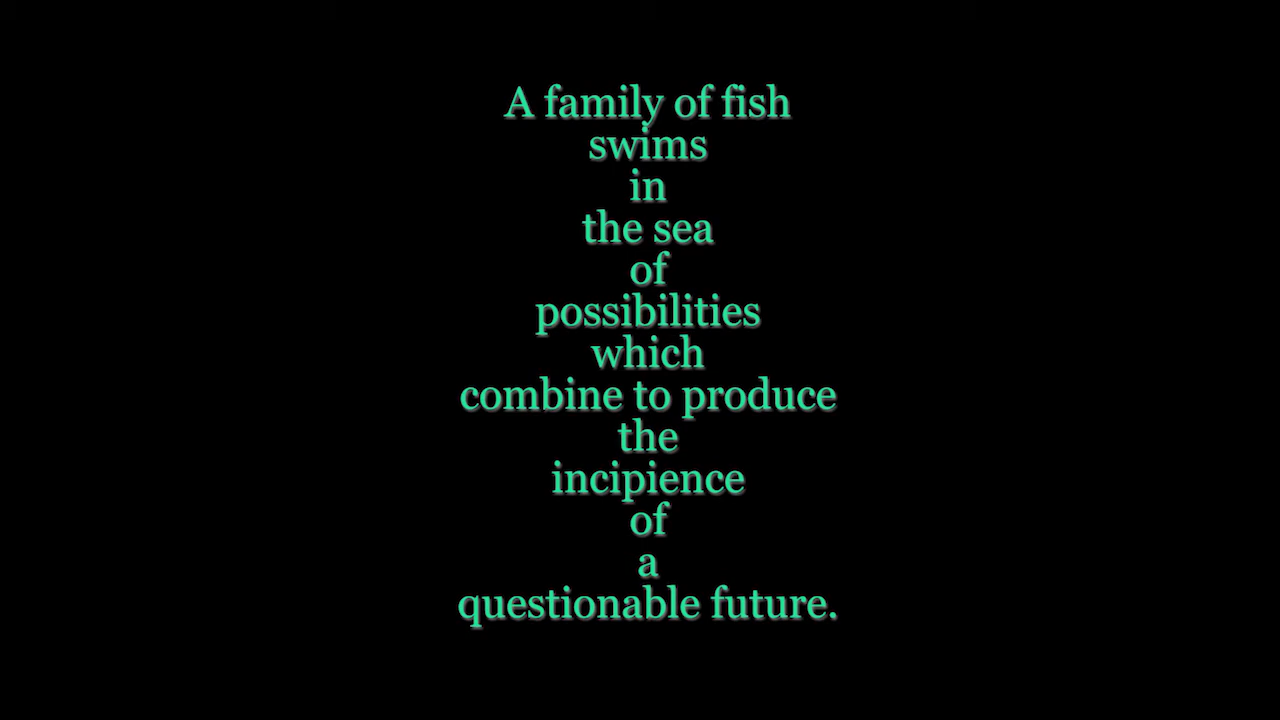 A family of fish
swims
in
the sea
of
possibilities
which
combine to produce
the
incipience
of
a
questionable future.